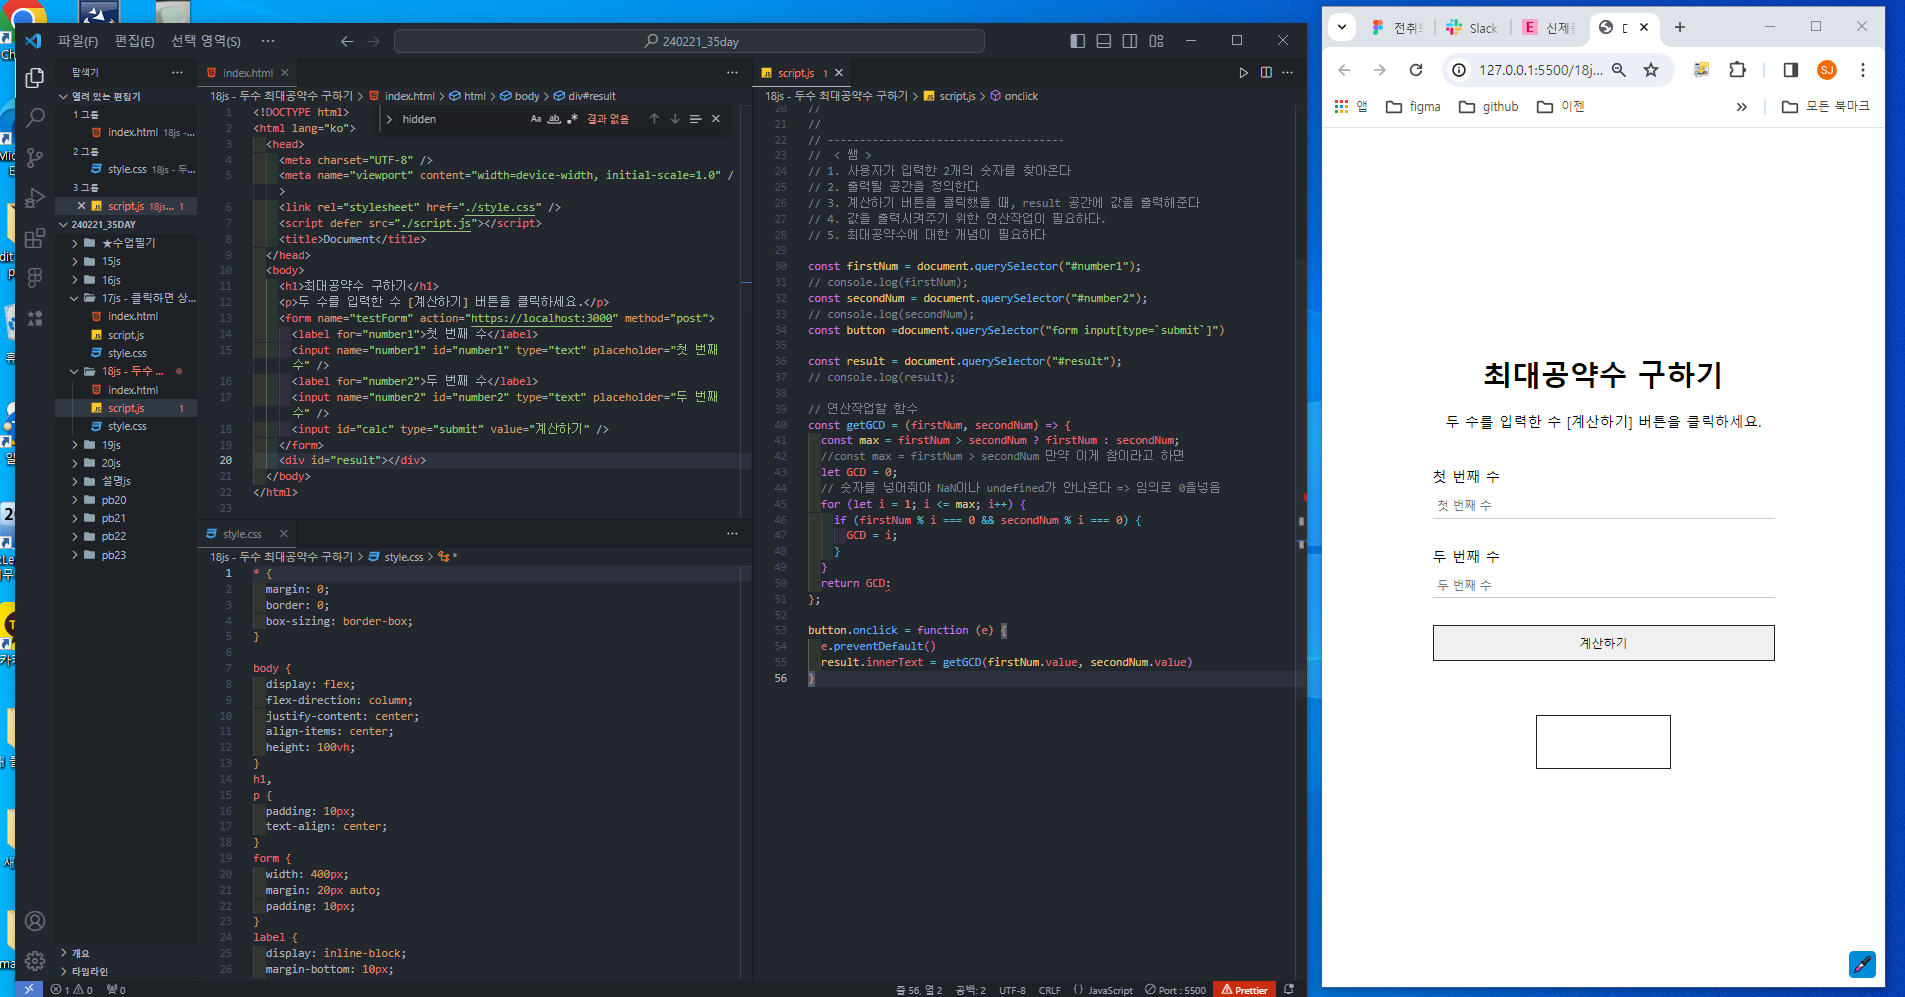 파일(F) 편집(E) 선택 영역(S) ··· 240221_35day
탐색기
열려 있는 편집기
1 그룹
index.html 18js -...
2 그룹
style.css 18js - 두...
3 그룹
script.js 18js... 1
240221_35DAY
★수업필기
15js
16js
17js - 클릭하면 상...
index.html
script.js
style.css
18js - 두수 ...
index.html
script.js 1
style.css
19js
20js
설명js
pb20
pb21
pb22
pb23
개요
타임라인
index.html
18js - 두수 최대공약수 구하기 > index.html > html > body > div#result
hidden Aa ab 결과 없음
1 <!DOCTYPE html>
2 <html lang="ko">
3 <head>
4 <meta charset="UTF-8" />
5 <meta name="viewport" content="width=device-width, initial-scale=1.0" /
>
6 <link rel="stylesheet" href="./style.css" />
7 <script defer src="./script.js"></script>
8 <title>Document</title>
9 </head>
10 <body>
11 <h1>최대공약수 구하기</h1>
12 <p>두 수를 입력한 수 [계산하기] 버튼을 클릭하세요.</p>
13 <form name="testForm" action="https://localhost:3000" method="post">
14 <label for="number1">첫 번째 수</label>
15 <input name="number1" id="number1" type="text" placeholder="첫 번째
수" />
16 <label for="number2">두 번째 수</label>
17 <input name="number2" id="number2" type="text" placeholder="두 번째
수" />
18 <input id="calc" type="submit" value="계산하기" />
19 </form>
20 <div id="result"></div>
21 </body>
22 </html>
23
style.css
18js - 두수 최대공약수 구하기 > style.css > *
1 * {
2 margin: 0;
3 border: 0;
4 box-sizing: border-box;
5 }
6
7 body {
8 display: flex;
9 flex-direction: column;
10 justify-content: center;
11 align-items: center;
12 height: 100vh;
13 }
14 h1,
15 p {
16 padding: 10px;
17 text-align: center;
18 }
19 form {
20 width: 400px;
21 margin: 20px auto;
22 padding: 10px;
23 }
24 label {
25 display: inline-block;
26 margin-bottom: 10px;
script.js 1
18js - 두수 최대공약수 구하기 > script.js > onclick
20 //
21 //
22 // -------------------------------------
23 // < 쌤 >
24 // 1. 사용자가 입력한 2개의 숫자를 찾아온다
25 // 2. 출력될 공간을 정의한다
26 // 3. 계산하기 버튼을 클릭했을 때, result 공간에 값을 출력해준다
27 // 4. 값을 출력시켜주기 위한 연산작업이 필요하다.
28 // 5. 최대공약수에 대한 개념이 필요하다
29
30 const firstNum = document.querySelector("#number1");
31 // console.log(firstNum);
32 const secondNum = document.querySelector("#number2");
33 // console.log(secondNum);
34 const button =document.querySelector("form input[type=`submit`]")
35
36 const result = document.querySelector("#result");
37 // console.log(result);
38
39 // 연산작업할 함수
40 const getGCD = (firstNum, secondNum) => {
41 const max = firstNum > secondNum ? firstNum : secondNum;
42 //const max = firstNum > secondNum 만약 이게 참이라고 하면
43 let GCD = 0;
44 // 숫자를 넣어줘야 NaN이나 undefined가 안나온다 => 임의로 0을넣음
45 for (let i = 1; i <= max; i++) {
46 if (firstNum % i === 0 && secondNum % i === 0) {
47 GCD = i;
48 }
49 }
50 return GCD;
51 };
52
53 button.onclick = function (e) {
54 e.preventDefault()
55 result.innerText = getGCD(firstNum.value, secondNum.value)
56 }
1 0 0 줄 56, 열 2 공백: 2 UTF-8 CRLF {} JavaScript Port : 5500 Prettier
Slack
127.0.0.1:5500/18j...
SJ
앱 figma github 이젠 » 모든 북마크
최대공약수 구하기
두 수를 입력한 수 [계산하기] 버튼을 클릭하세요.
첫 번째 수
첫 번째 수
두 번째 수
두 번째 수
계산하기